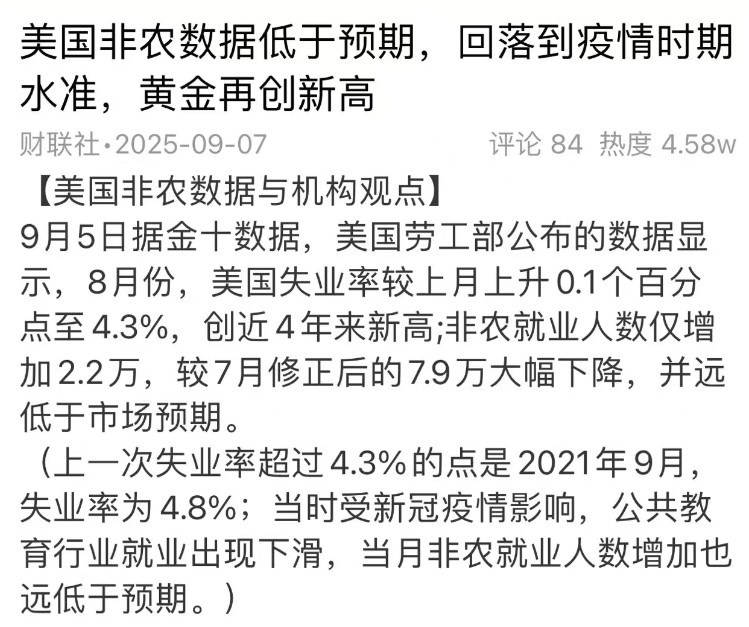 美国非农数据低于预期，回落到疫情时期
水准，黄金再创新高
财联社·2025-09-07 评论 84 热度 4.58w
【美国非农数据与机构观点】
9月5日据金十数据，美国劳工部公布的数据显
示，8月份，美国失业率较上月上升0.1个百分
点至4.3%，创近4年来新高;非农就业人数仅增
加2.2万，较7月修正后的7.9万大幅下降，并远
低于市场预期。
（上一次失业率超过4.3%的点是2021年9月，
失业率为4.8%；当时受新冠疫情影响，公共教
育行业就业出现下滑，当月非农就业人数增加也
远低于预期。）